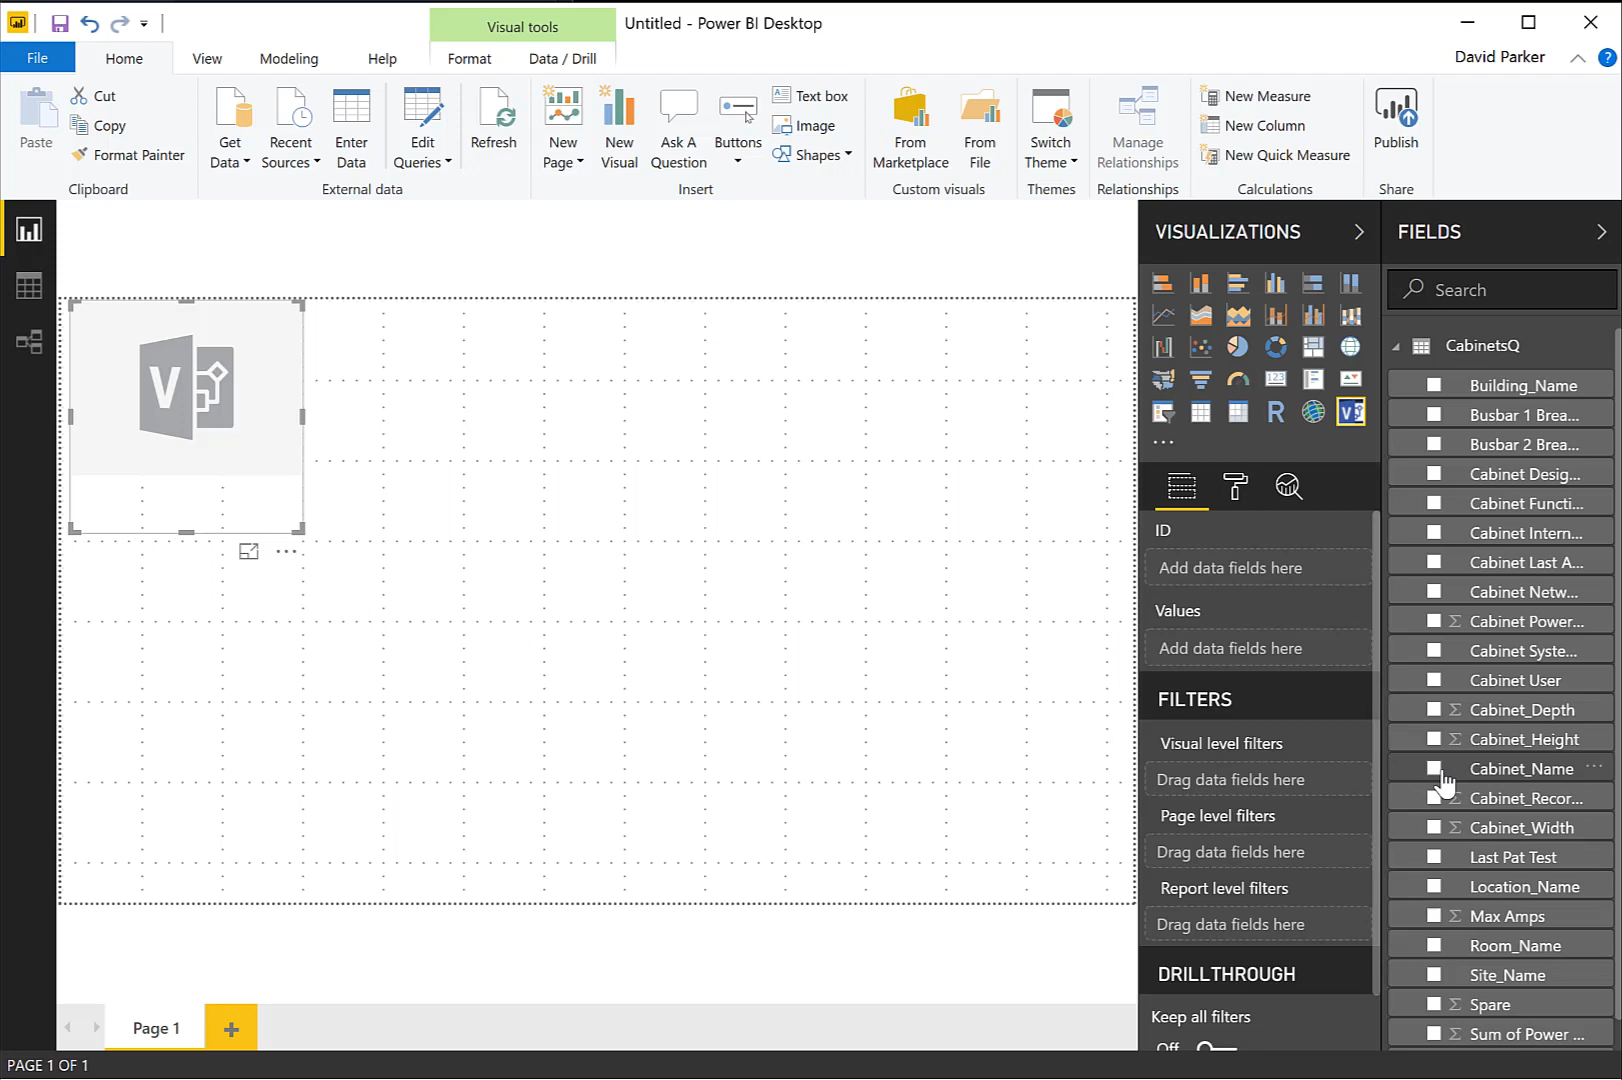 Visual tools
Untitled - Power BI Desktop
File
Home
View
Modeling
Help
Format
Data / Drill
David Parker
?
Paste
Cut
Copy
Format Painter
Clipboard
Get Data
Recent Sources
Enter Data
Edit Queries
Refresh
External data
New Page
New Visual
Ask A Question
Buttons
Text box
Image
Shapes
Insert
From Marketplace
From File
Custom visuals
Switch Theme
Themes
Manage Relationships
Relationships
New Measure
New Column
New Quick Measure
Calculations
Publish
Share
V
VISUALIZATIONS
123
R
V
ID
Add data fields here
Values
Add data fields here
FILTERS
Visual level filters
Drag data fields here
Page level filters
Drag data fields here
Report level filters
Drag data fields here
DRILLTHROUGH
Keep all filters
Off
FIELDS
Search
CabinetsQ
Building_Name
Busbar 1 Brea...
Busbar 2 Brea...
Cabinet Desig...
Cabinet Functi...
Cabinet Intern...
Cabinet Last A...
Cabinet Netw...
Σ Cabinet Power...
Cabinet Syste...
Cabinet User
Σ Cabinet_Depth
Σ Cabinet_Height
Cabinet_Name ...
Σ Cabinet_Recor...
Σ Cabinet_Width
Last Pat Test
Location_Name
Σ Max Amps
Room_Name
Site_Name
Σ Spare
Σ Sum of Power ...
Page 1
PAGE 1 OF 1